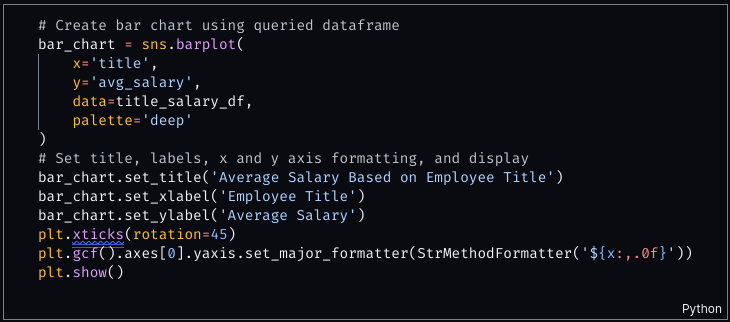 # Create bar chart using queried dataframe
bar_chart = sns.barplot(
    x='title',
    y='avg_salary',
    data=title_salary_df,
    palette='deep'
)
# Set title, labels, x and y axis formatting, and display
bar_chart.set_title('Average Salary Based on Employee Title')
bar_chart.set_xlabel('Employee Title')
bar_chart.set_ylabel('Average Salary')
plt.xticks(rotation=45)
plt.gcf().axes[0].yaxis.set_major_formatter(StrMethodFormatter('${x:,.0f}'))
plt.show()
Python